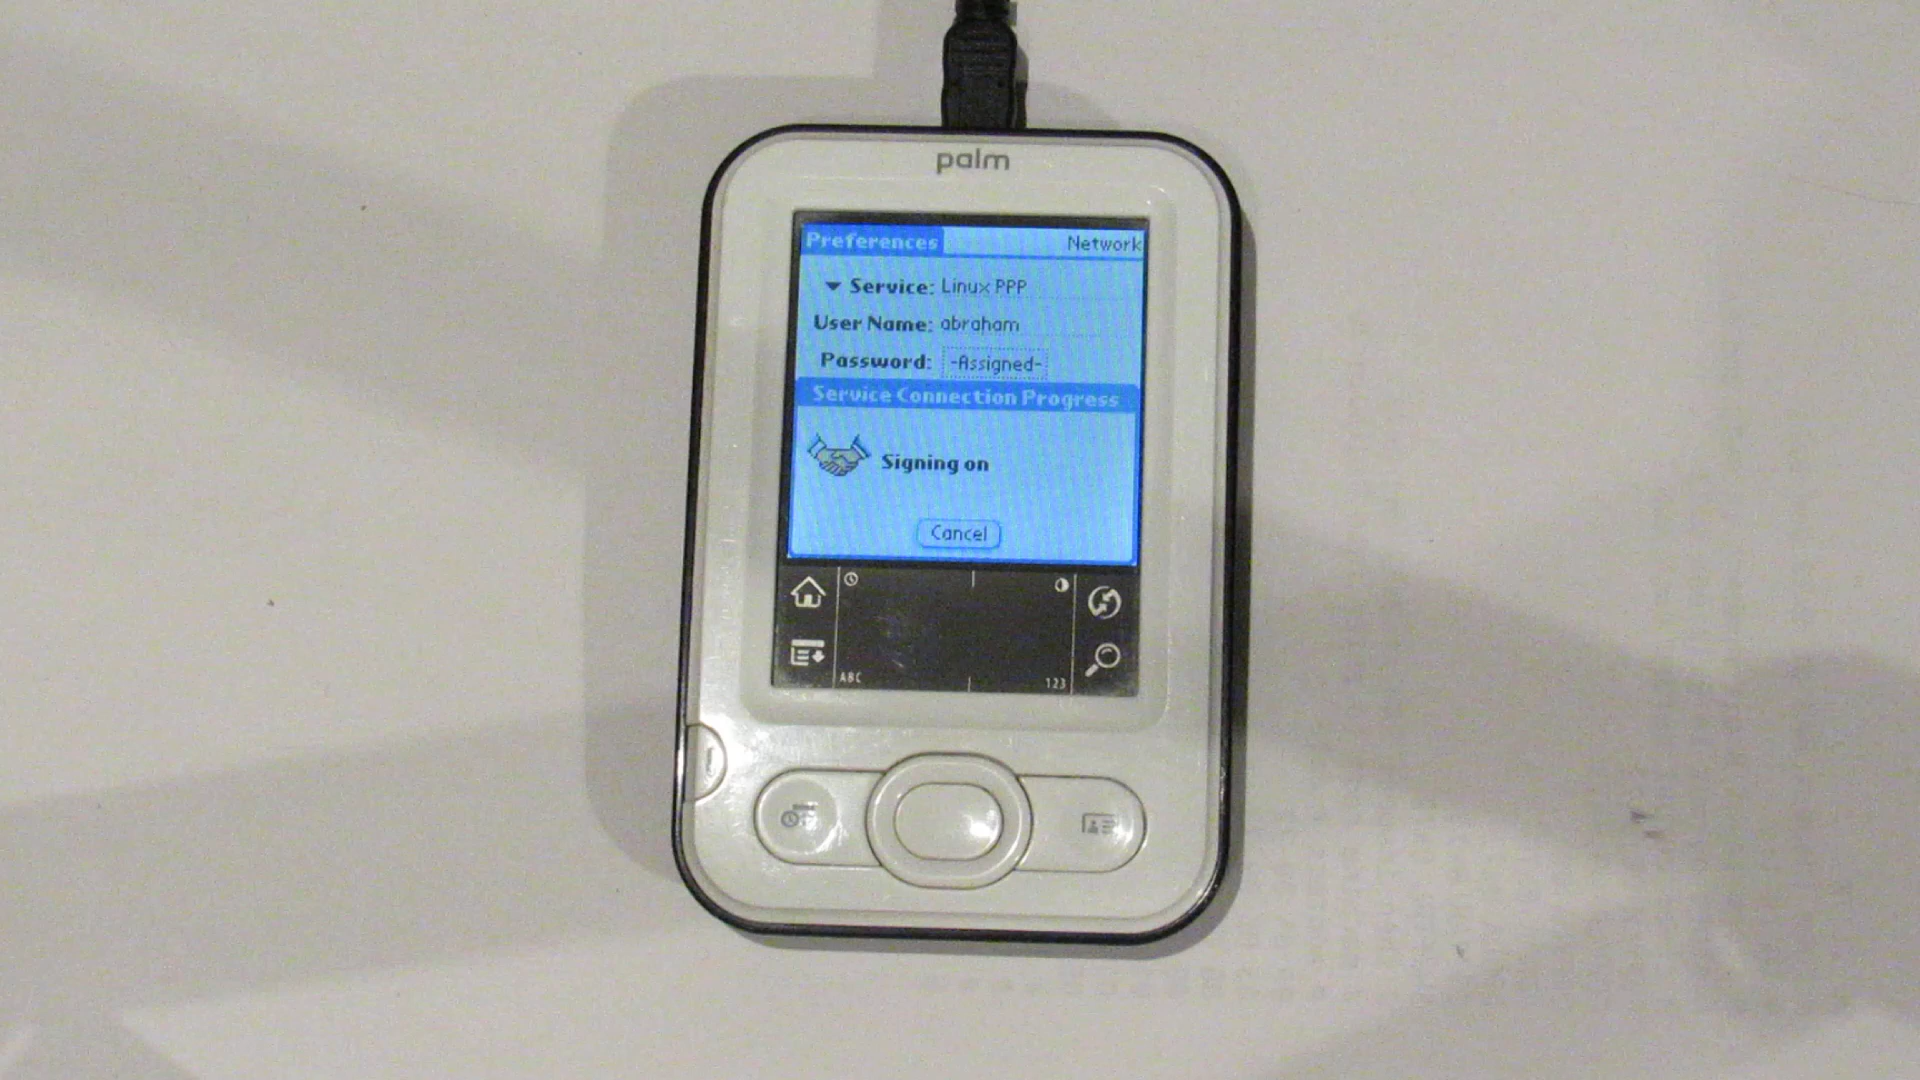 palm
Preferences Network
Service: Linux PPP
User Name: abraham
Password: -Assigned-
Service Connection Progress
Signing on
Cancel
ABC 123